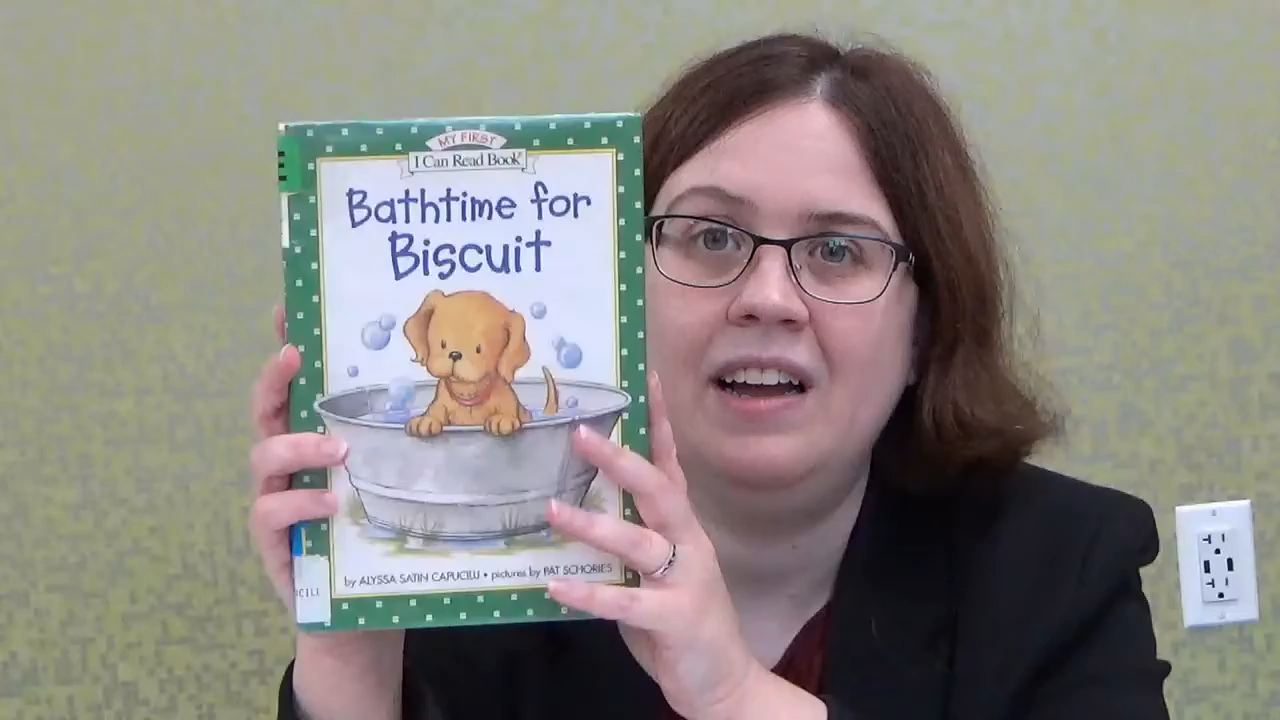 MY FIRST
I Can Read Book®
Bathtime for
Biscuit
by ALYSSA SATIN CAPUCILLI • pictures by PAT SCHORIES
E